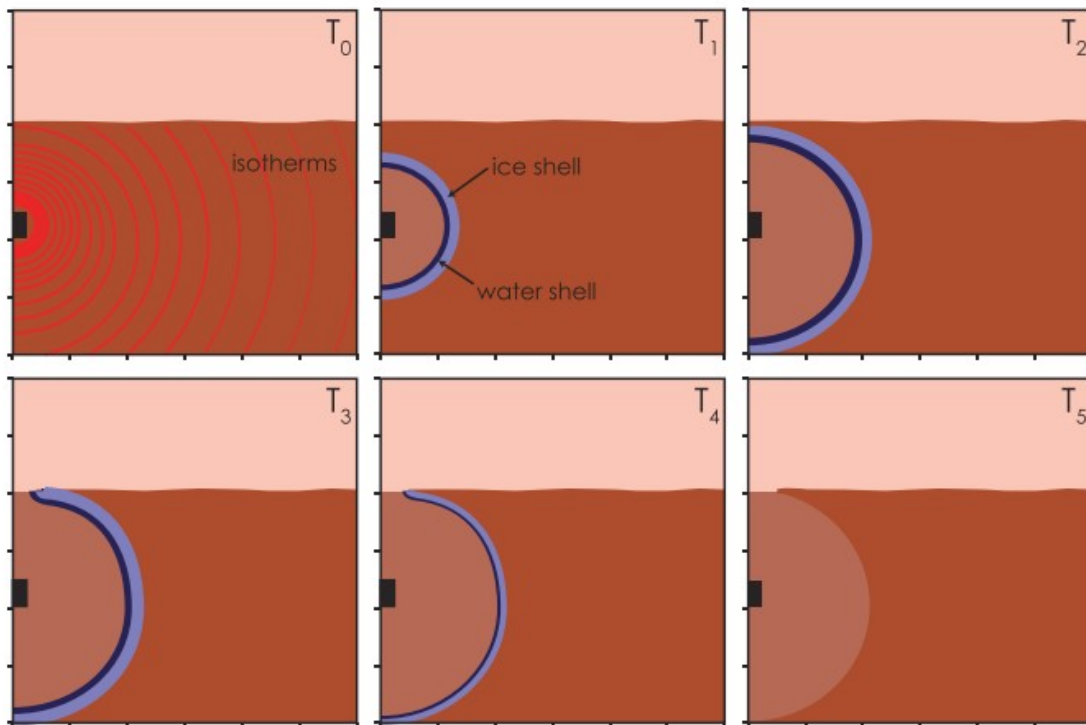 T0
T1
T2
isotherms
ice shell
water shell
T3
T4
T5